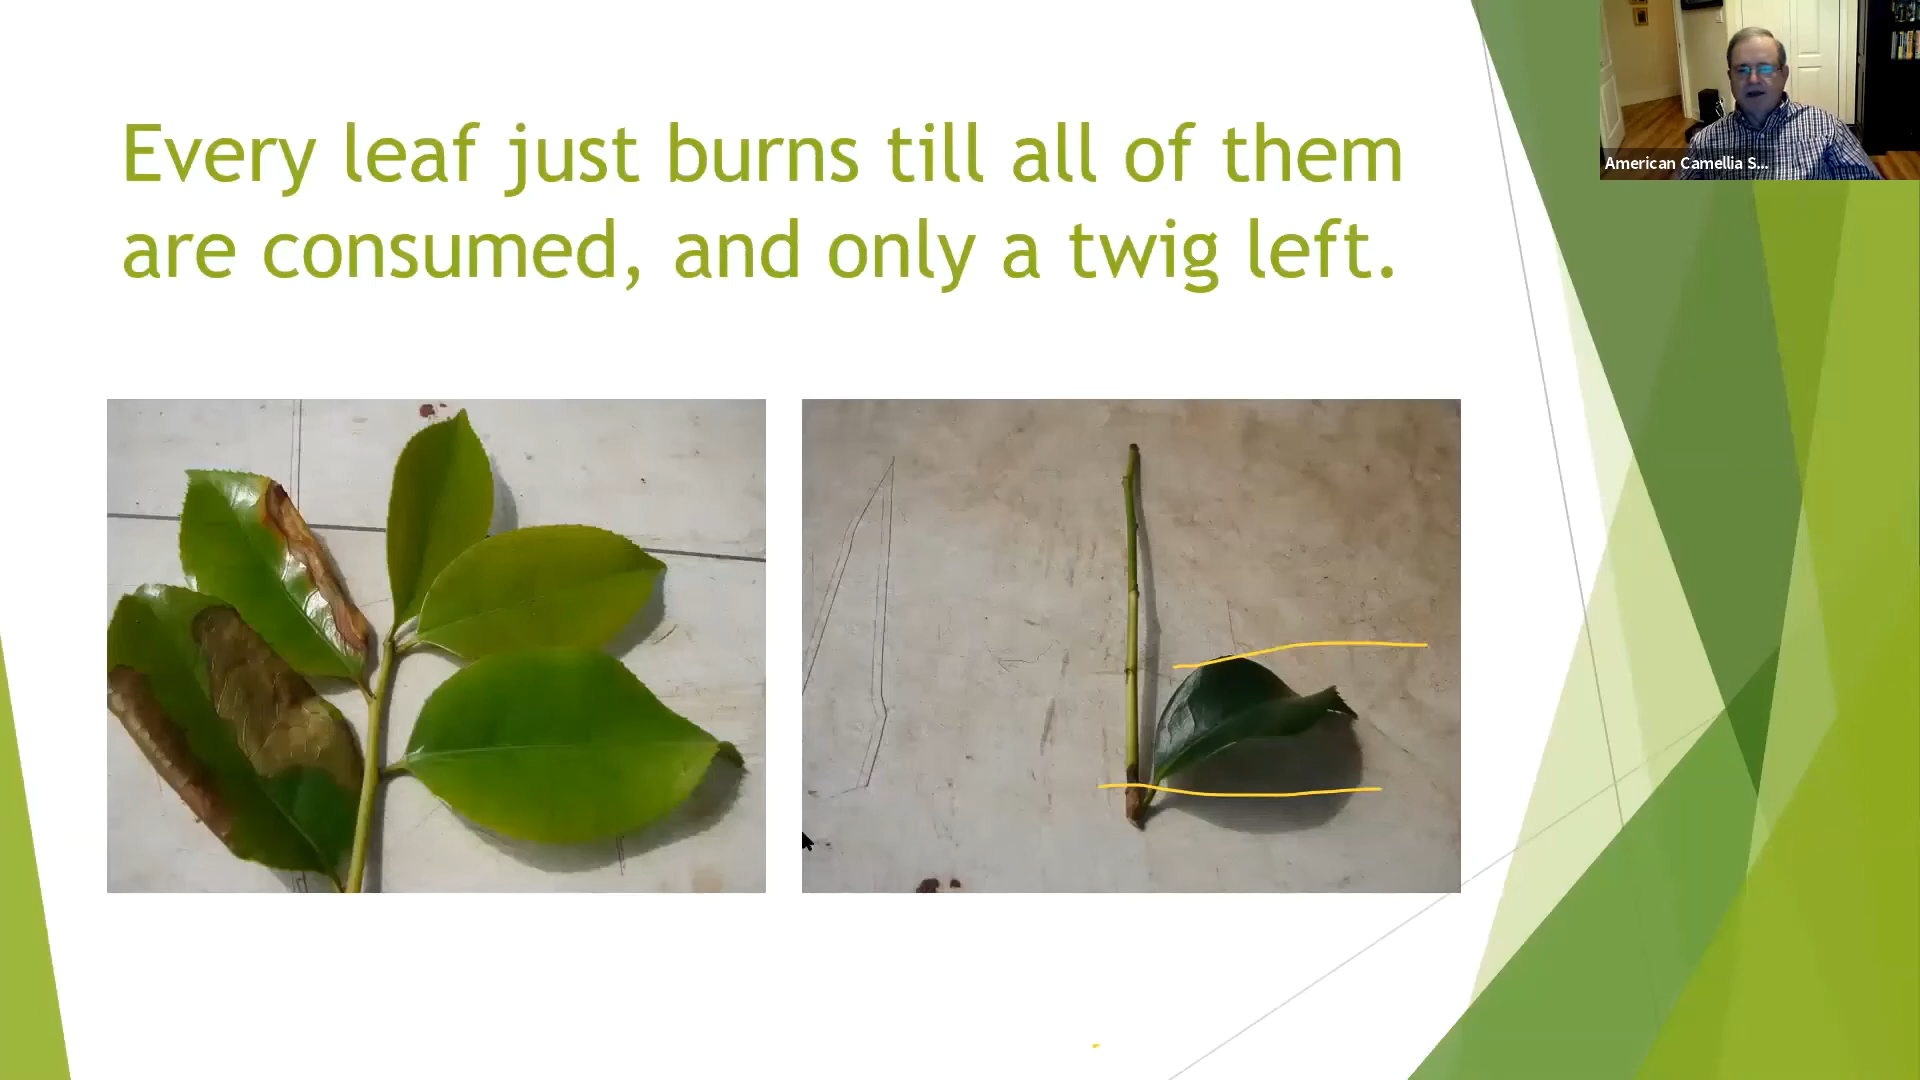 Every leaf just burns till all of them
are consumed, and only a twig left.
American Camellia S...